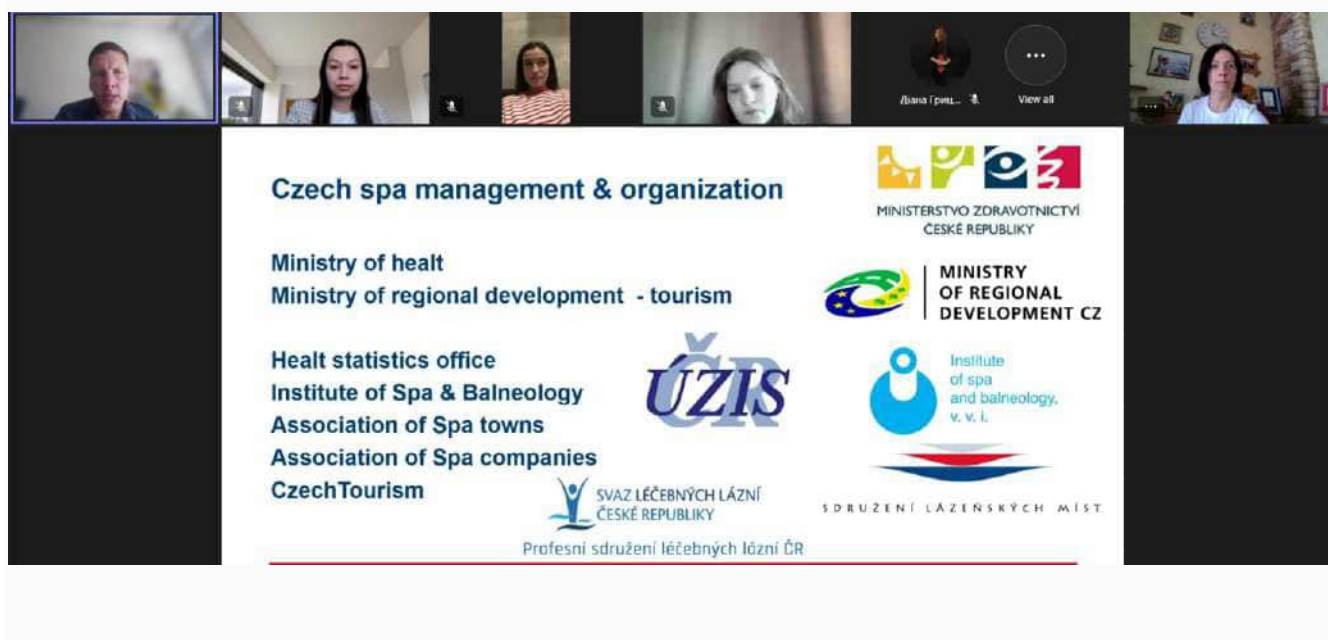 View all
Czech spa management & organization
MINISTERSTVO ZDRAVOTNICTVÍ
ČESKÉ REPUBLIKY
Ministry of healt
Ministry of regional development - tourism
MINISTRY
OF REGIONAL
DEVELOPMENT CZ
Healt statistics office
Institute of Spa & Balneology
Association of Spa towns
Association of Spa companies
CzechTourism
ČR
ÚZIS
Institute
of spa
and balneology,
v. v. i.
SVAZ LÉČEBNÝCH LÁZNÍ
ČESKÉ REPUBLIKY
SDRUŽENÍ LÁZEŇSKÝCH MÍST
Profesní sdružení léčebných lázní ČR